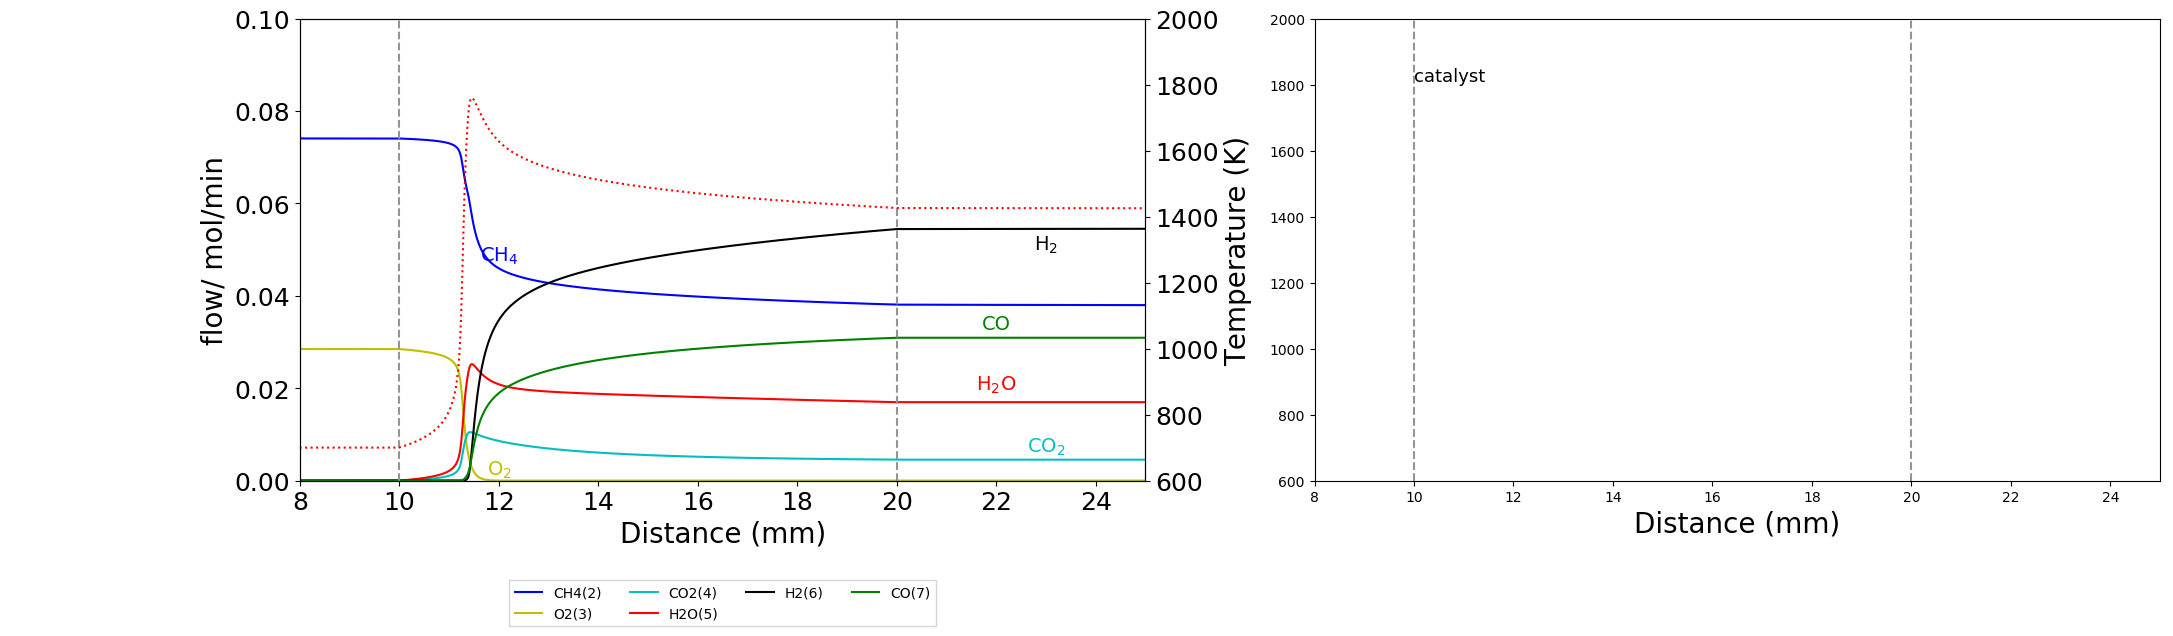 0.10
0.08
0.06
0.04
0.02
0.00
flow/ mol/min
8 10 12 14 16 18 20 22 24
Distance (mm)
2000
1800
1600
1400
1200
1000
800
600
Temperature (K)
CH₄
O₂
H₂
CO
H₂O
CO₂
CH4(2) CO2(4) H2(6) CO(7)
O2(3) H2O(5)
2000
1800
1600
1400
1200
1000
800
600
catalyst
8 10 12 14 16 18 20 22 24
Distance (mm)